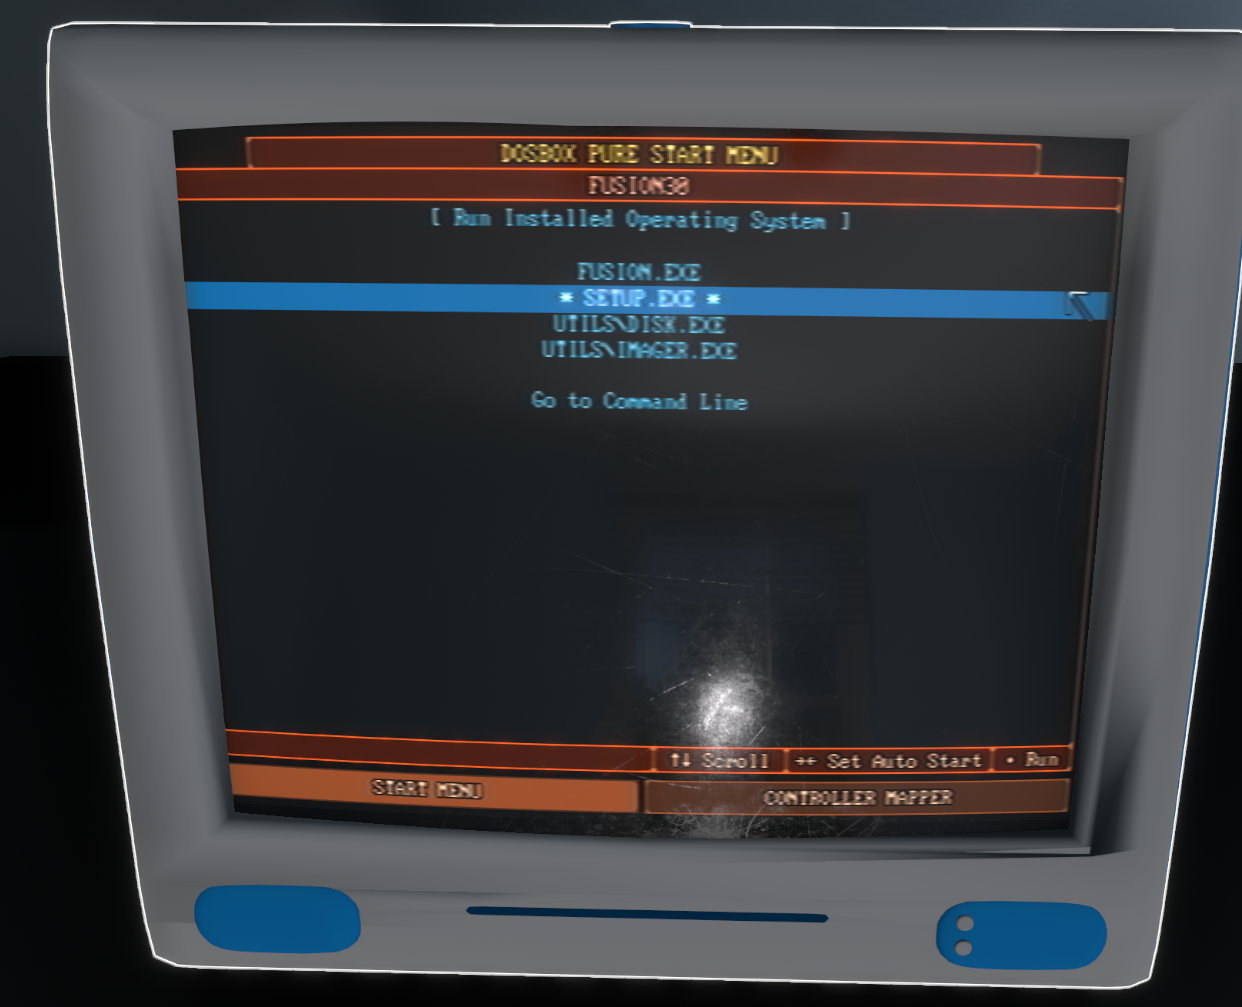 DOSBOX PURE START MENU
FUSION30
[ Run Installed Operating System ]
FUSION.EXE
* SETUP.EXE *
UTILS\DISK.EXE
UTILS\IMAGER.EXE
Go to Command Line
↑↓ Scroll →← Set Auto Start • Run
START MENU CONTROLLER MAPPER